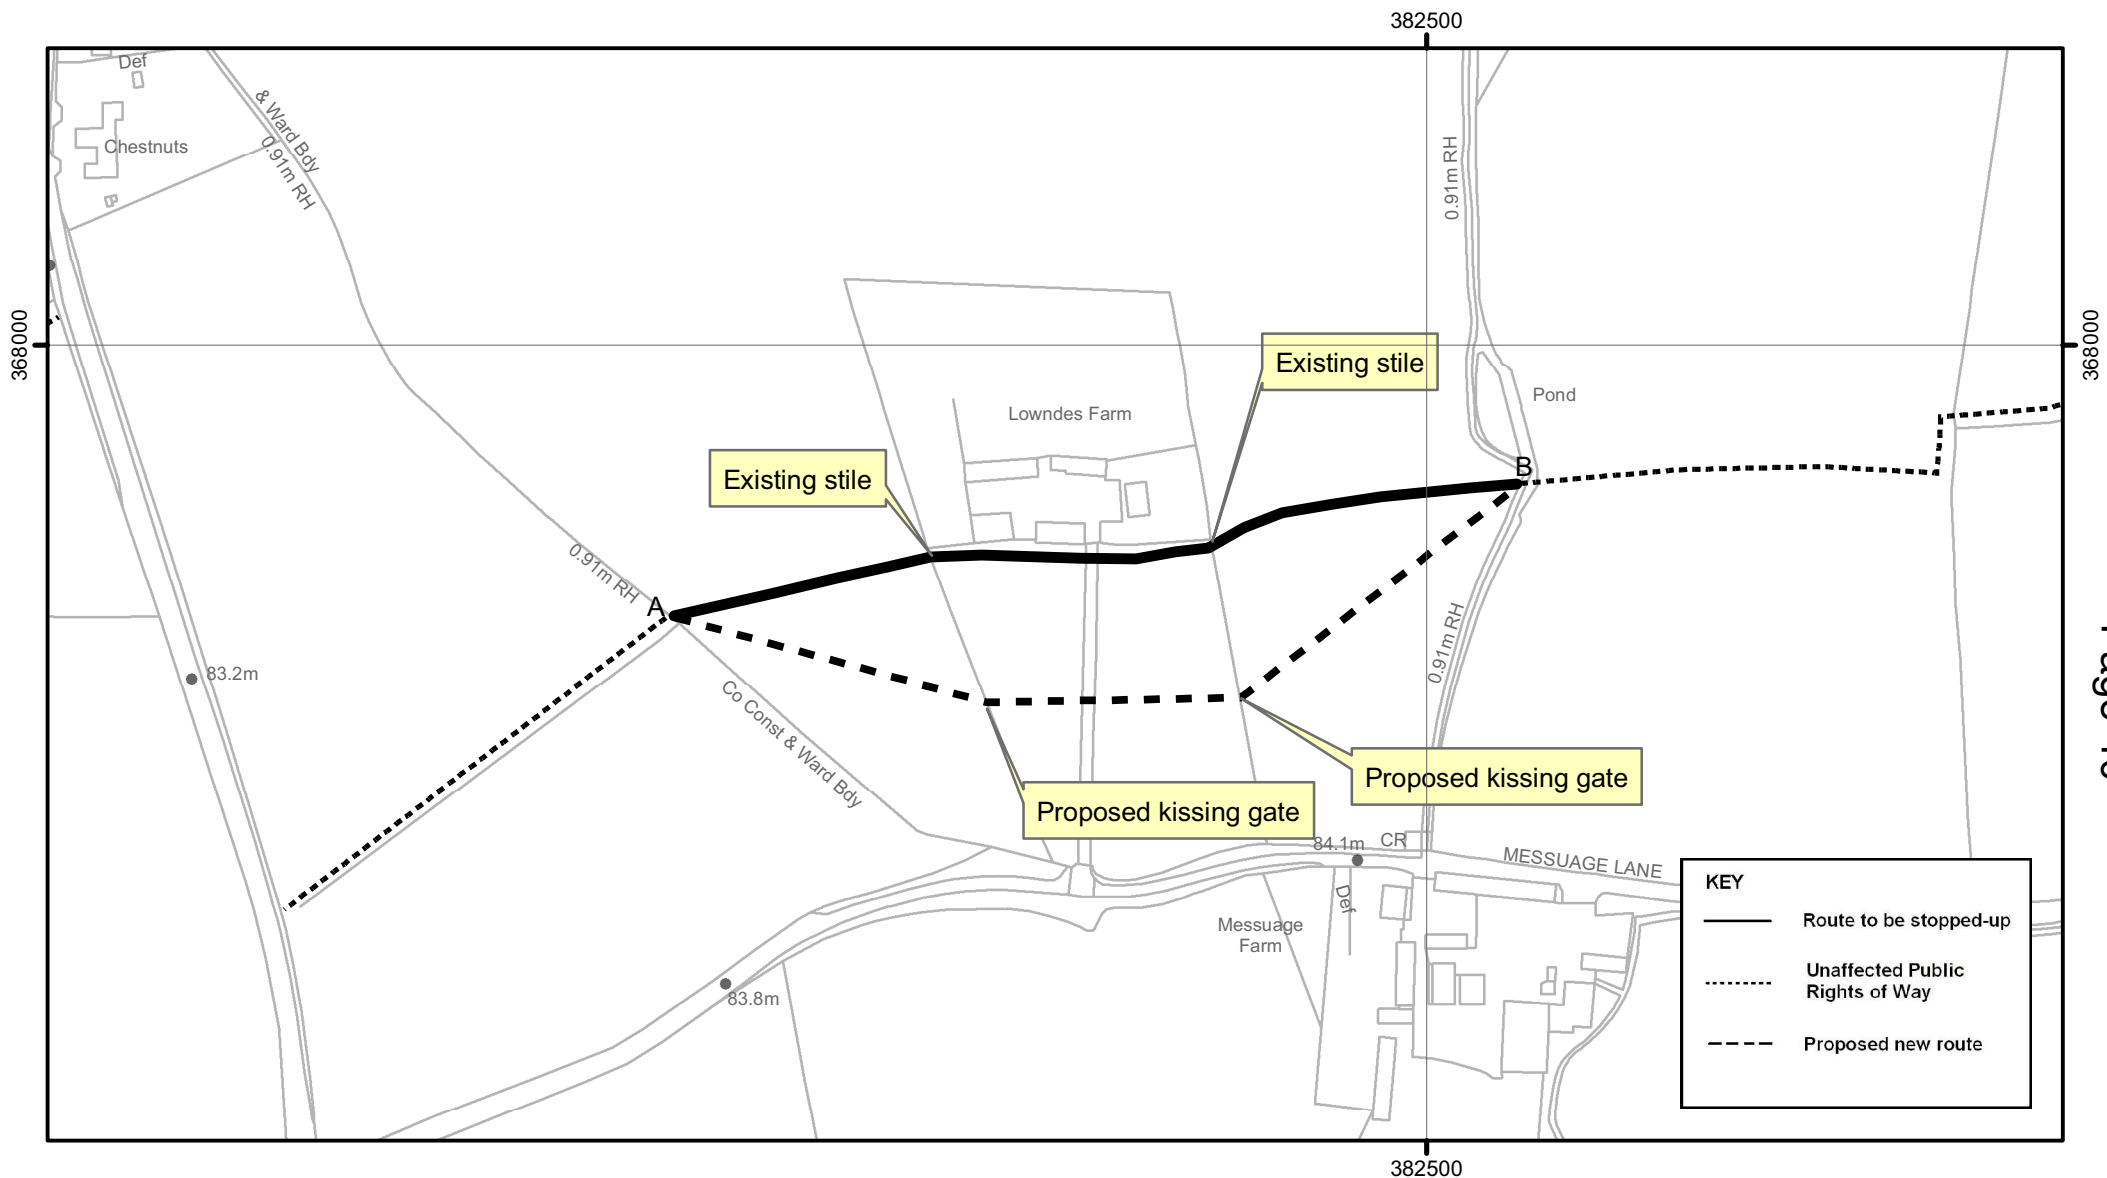 382500
Def
& Ward Bdy
0.91m RH
Chestnuts
0.91m RH
368000
368000
Existing stile
Pond
Lowndes Farm
Existing stile
B
0.91m RH
A
0.91m RH
83.2m
Co Const & Ward Bdy
Proposed kissing gate
Proposed kissing gate
84.1m
CR
MESSUAGE LANE
Def
Messuage
Farm
83.8m
KEY
Route to be stopped-up
Unaffected Public
Rights of Way
Proposed new route
382500